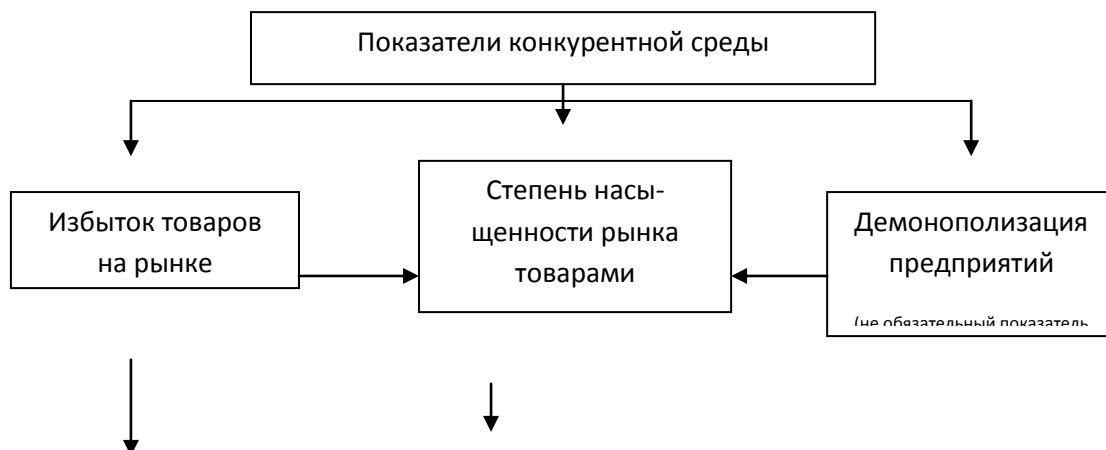 Показатели конкурентной среды
Избыток товаров
на рынке
Степень насы-
щенности рынка
товарами
Демонополизация
предприятий
(не обязательный показатель